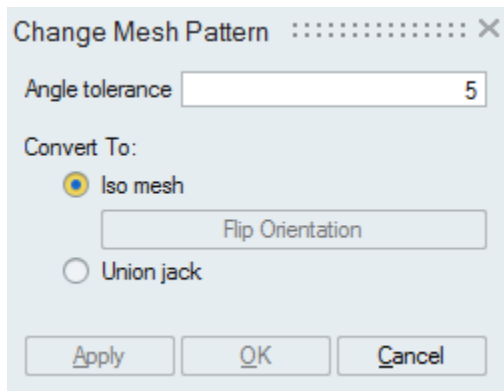 Change Mesh Pattern
Angle tolerance 5
Convert To:
Iso mesh
Flip Orientation
Union jack
Apply OK Cancel